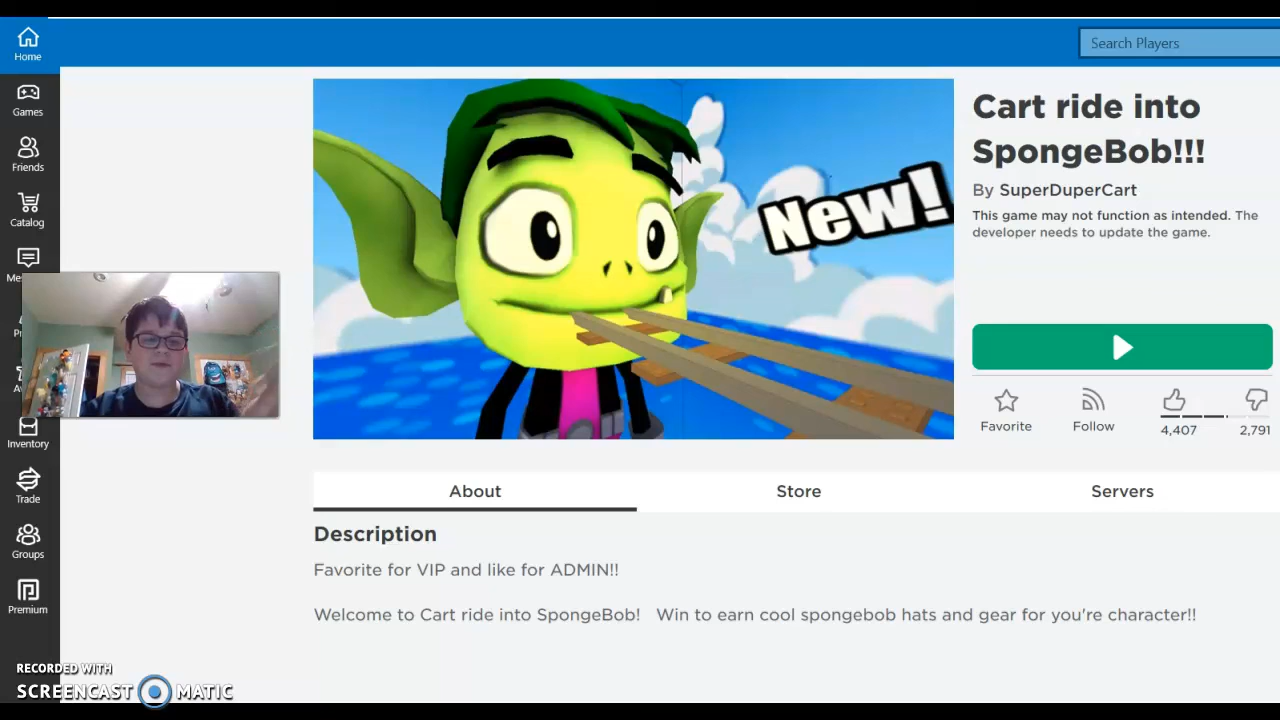 Home
Search Players
Games
Friends
Catalog
Me
Inventory
Trade
Groups
Premium
New!
Cart ride into
SpongeBob!!!
By SuperDuperCart
This game may not function as intended. The
developer needs to update the game.
Favorite
Follow
4,407
2,791
About
Store
Servers
Description
Favorite for VIP and like for ADMIN!!
Welcome to Cart ride into SpongeBob! Win to earn cool spongebob hats and gear for you're character!!
RECORDED WITH
SCREENCAST MATIC